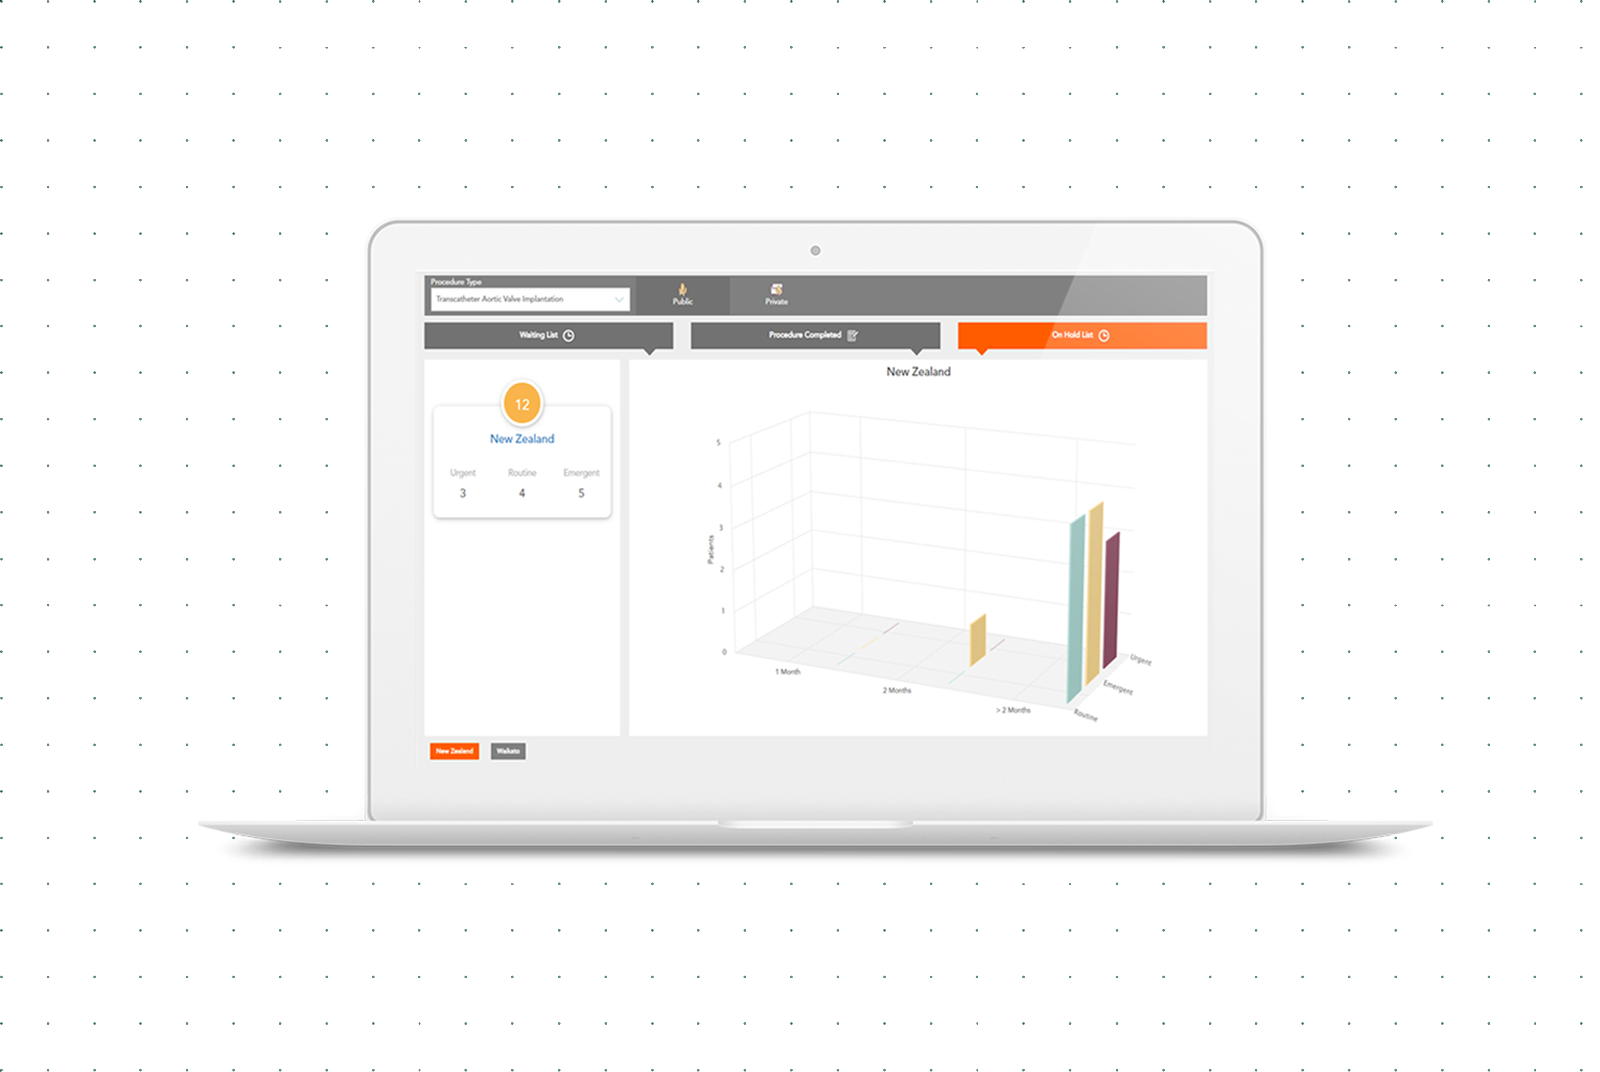 Procedure Type
Transcatheter Aortic Valve Implantation
Public
Private
Waiting List
Procedure Completed
On Hold List
12
New Zealand
Urgent
Routine
Emergent
3
4
5
New Zealand
5
4
3
2
1
0
Patients
1 Month
2 Months
> 2 Months
Routine
Emergent
Urgent
New Zealand
Waikato